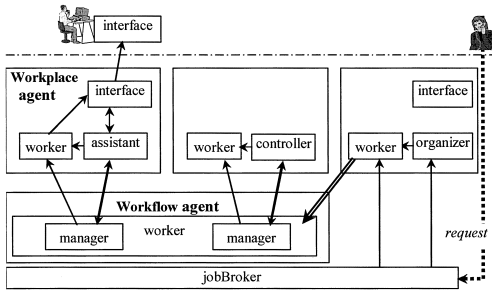 interface
Workplace
agent
interface
interface
worker
assistant
worker
controller
worker
organizer
Workflow agent
manager
worker
manager
request
jobBroker